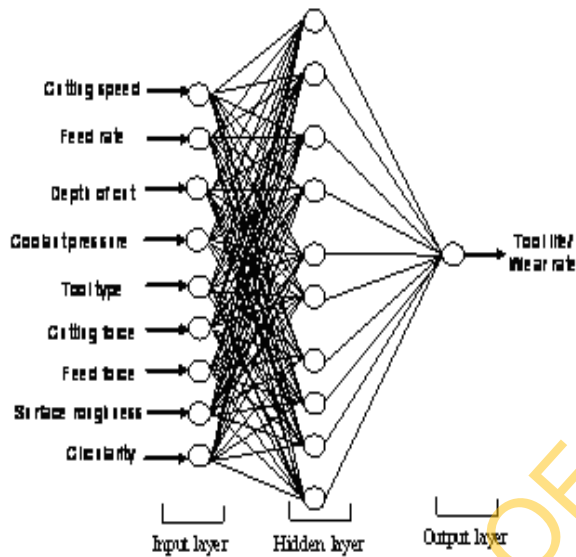 Cutting speed
Feed rate
Depth of cut
Coolant pressure
Tool type
Cutting force
Feed force
Surface roughness
Circularity
Tool life/
Wear rate
Input layer
Hidden layer
Output layer